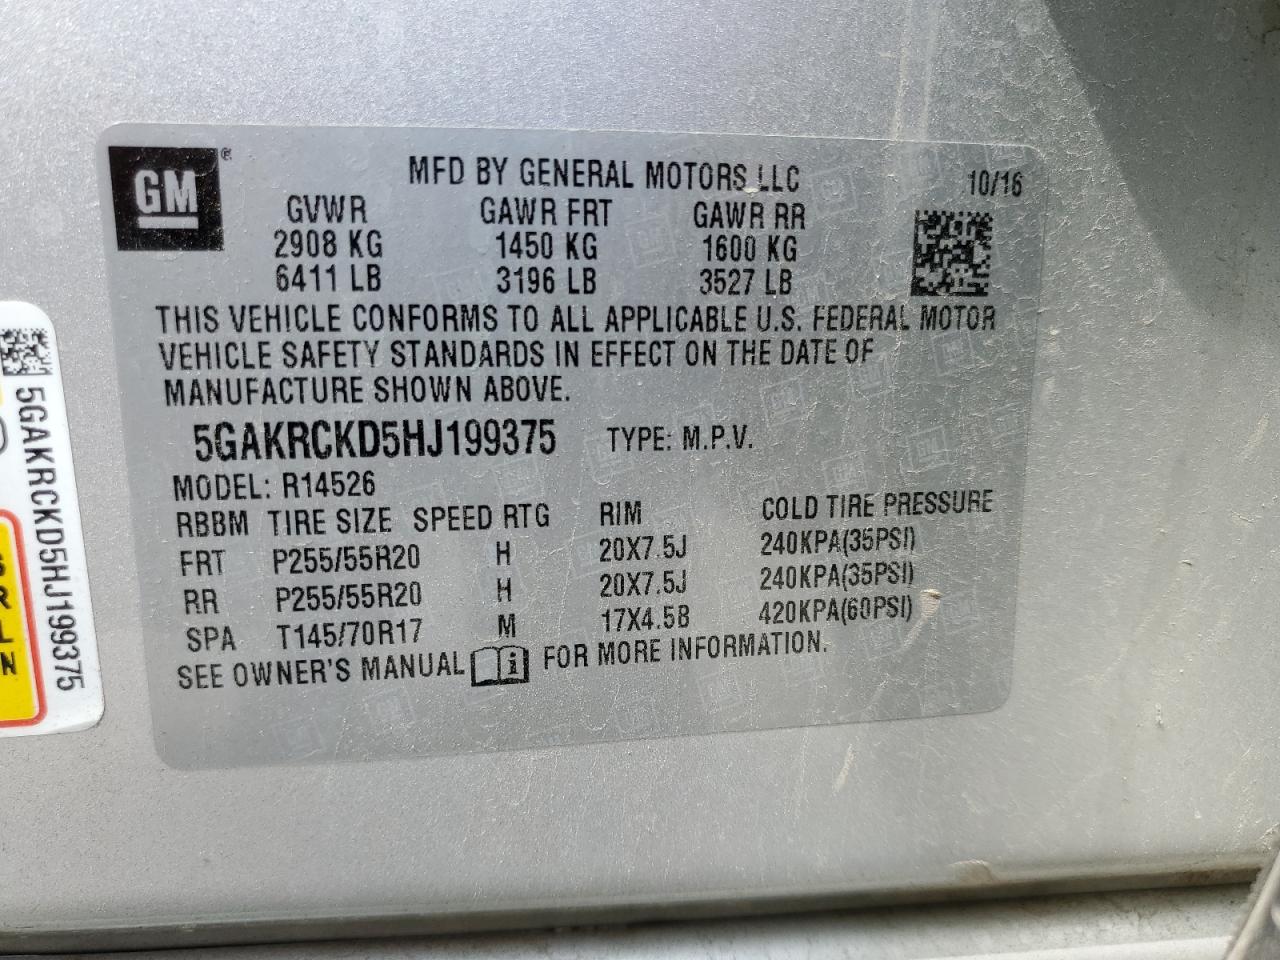 GM
MFD BY GENERAL MOTORS LLC 10/16
GVWR GAWR FRT GAWR RR
2908 KG 1450 KG 1600 KG
6411 LB 3196 LB 3527 LB
THIS VEHICLE CONFORMS TO ALL APPLICABLE U.S. FEDERAL MOTOR
VEHICLE SAFETY STANDARDS IN EFFECT ON THE DATE OF
MANUFACTURE SHOWN ABOVE.
5GAKRCKD5HJ199375 TYPE: M.P.V.
MODEL: R14526
RBBM TIRE SIZE SPEED RTG RIM COLD TIRE PRESSURE
FRT P255/55R20 H 20X7.5J 240KPA(35PSI)
RR P255/55R20 H 20X7.5J 240KPA(35PSI)
SPA T145/70R17 M 17X4.5B 420KPA(60PSI)
SEE OWNER'S MANUAL i FOR MORE INFORMATION.
5GAKRCKD5HJ199375